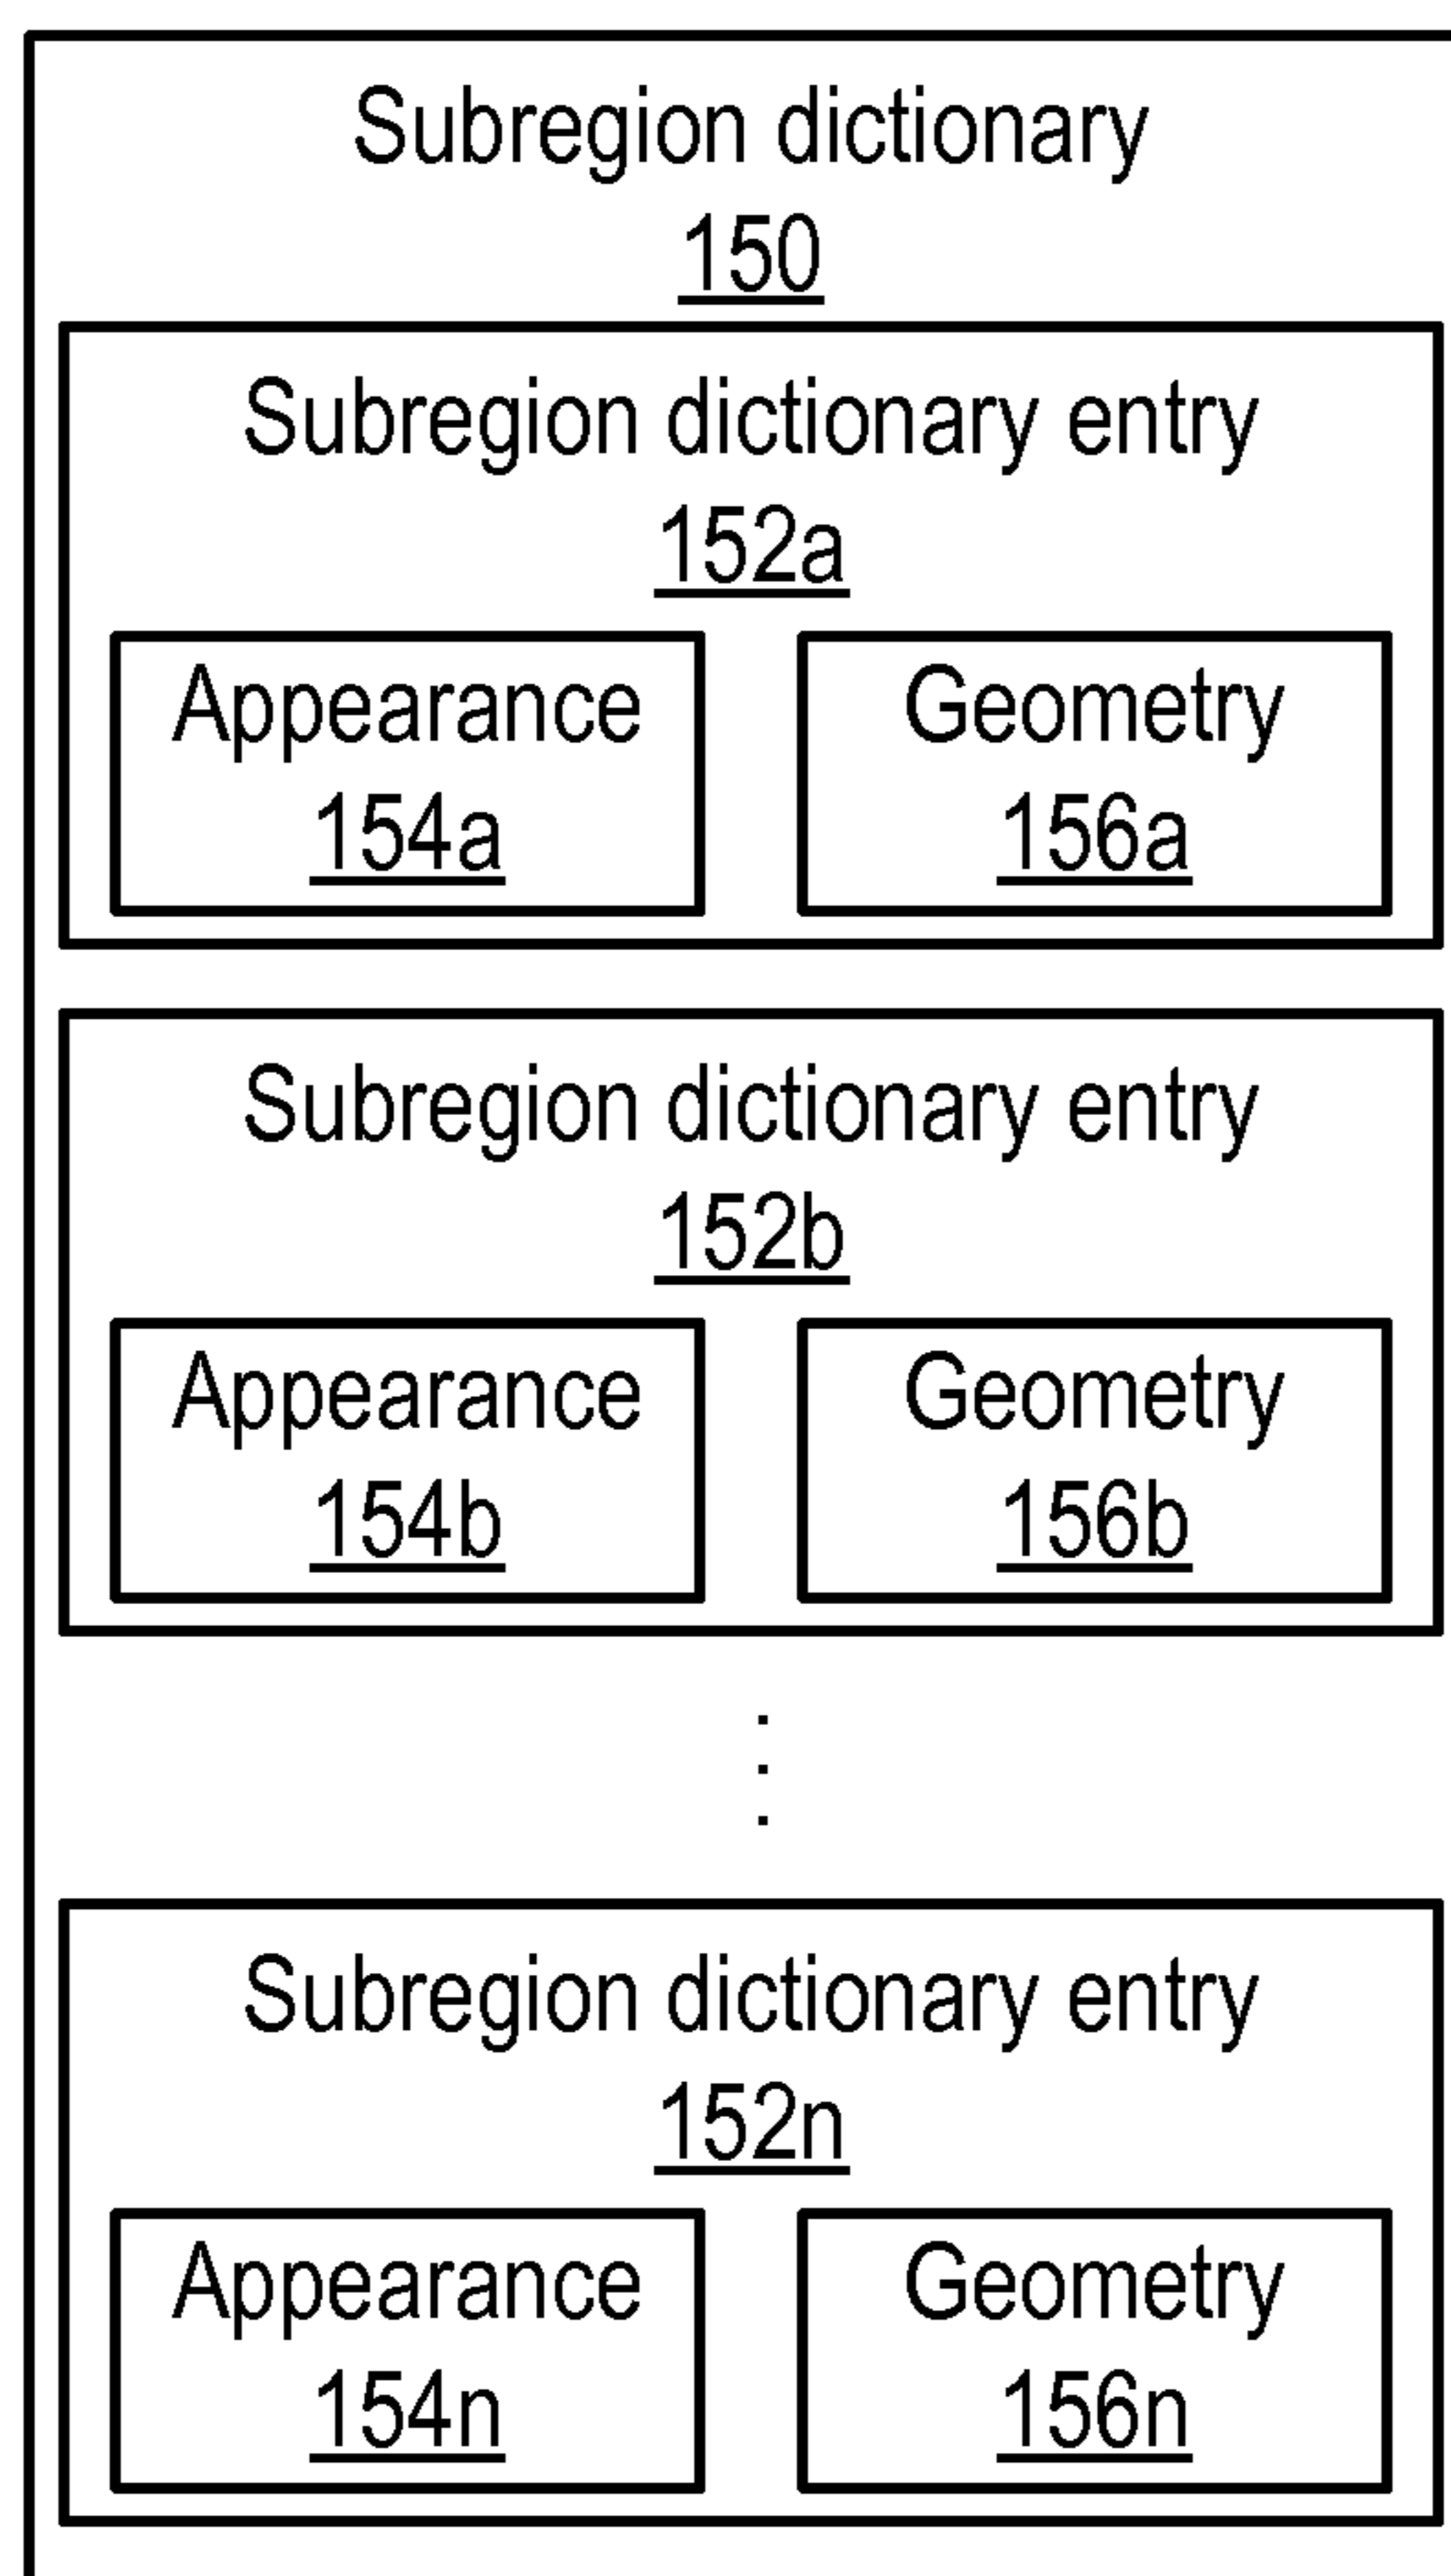 Subregion dictionary
150
Subregion dictionary entry
152a
Appearance
154a
Geometry
156a
Subregion dictionary entry
152b
Appearance
154b
Geometry
156b
Subregion dictionary entry
152n
Appearance
154n
Geometry
156n